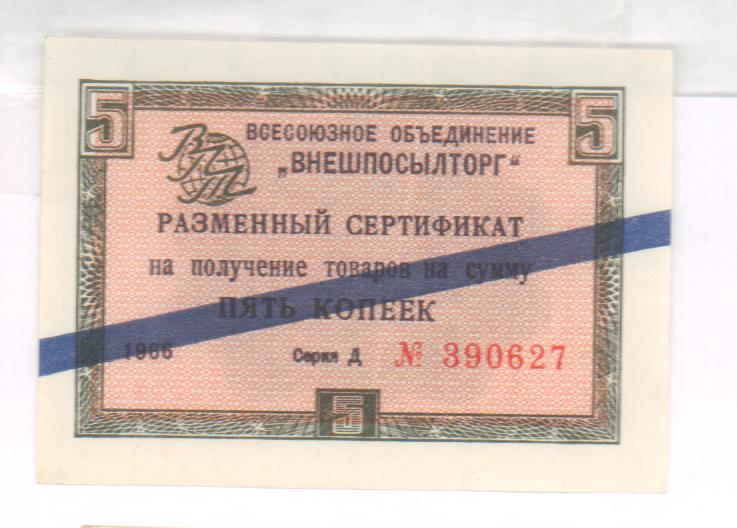 5 5
ВПТ
ВСЕСОЮЗНОЕ ОБЪЕДИНЕНИЕ
„ВНЕШПОСЫЛТОРГ“
РАЗМЕННЫЙ СЕРТИФИКАТ
на получение товаров на сумму
ПЯТЬ КОПЕЕК
1966 Серия Д № 390627
5